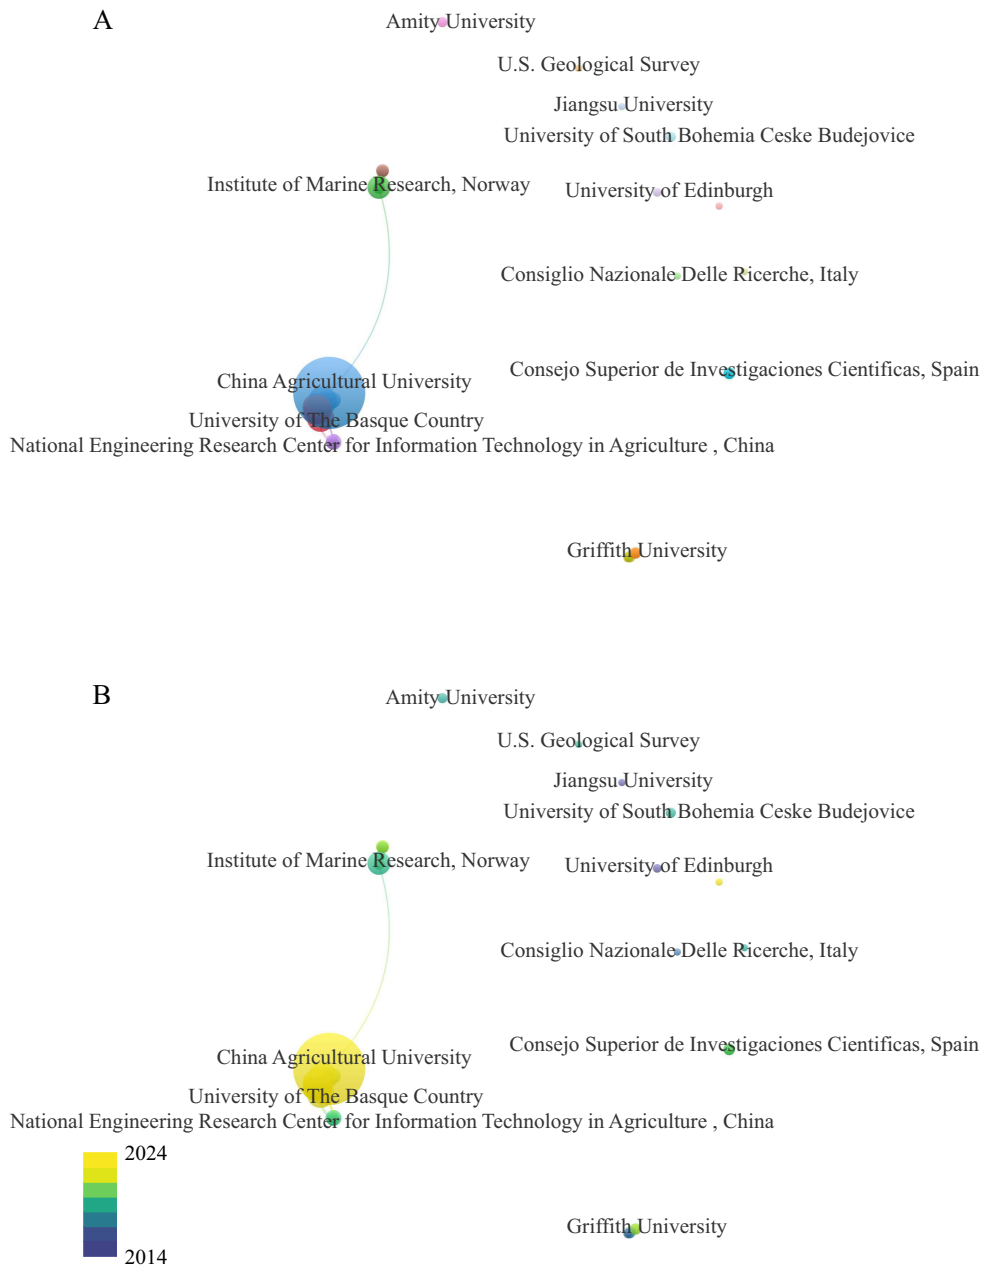 A
Amity University
U.S. Geological Survey
Jiangsu University
University of South Bohemia Ceske Budejovice
Institute of Marine Research, Norway
University of Edinburgh
Consiglio Nazionale Delle Ricerche, Italy
Consejo Superior de Investigaciones Cientificas, Spain
China Agricultural University
University of The Basque Country
National Engineering Research Center for Information Technology in Agriculture , China
Griffith University
B
Amity University
U.S. Geological Survey
Jiangsu University
University of South Bohemia Ceske Budejovice
Institute of Marine Research, Norway
University of Edinburgh
Consiglio Nazionale Delle Ricerche, Italy
Consejo Superior de Investigaciones Cientificas, Spain
China Agricultural University
University of The Basque Country
National Engineering Research Center for Information Technology in Agriculture , China
2024
Griffith University
2014